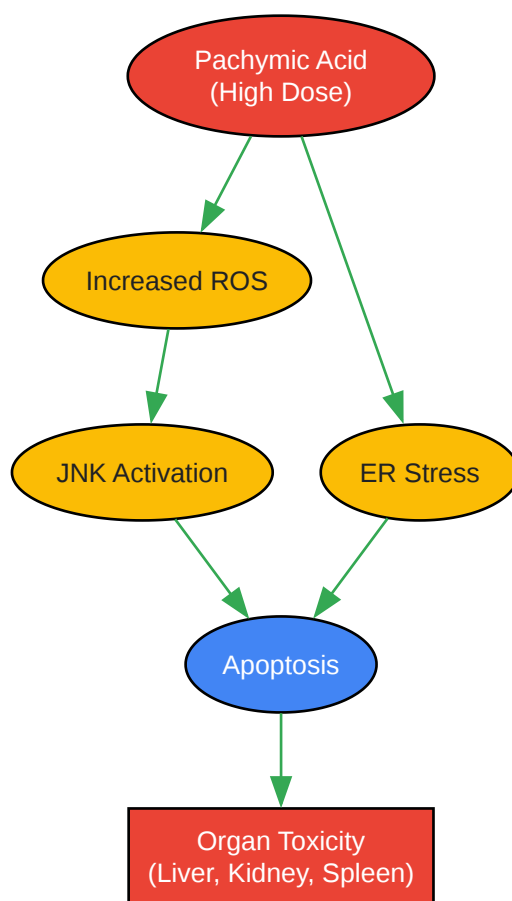 Pachymic Acid
(High Dose)
Increased ROS
JNK Activation
ER Stress
Apoptosis
Organ Toxicity
(Liver, Kidney, Spleen)